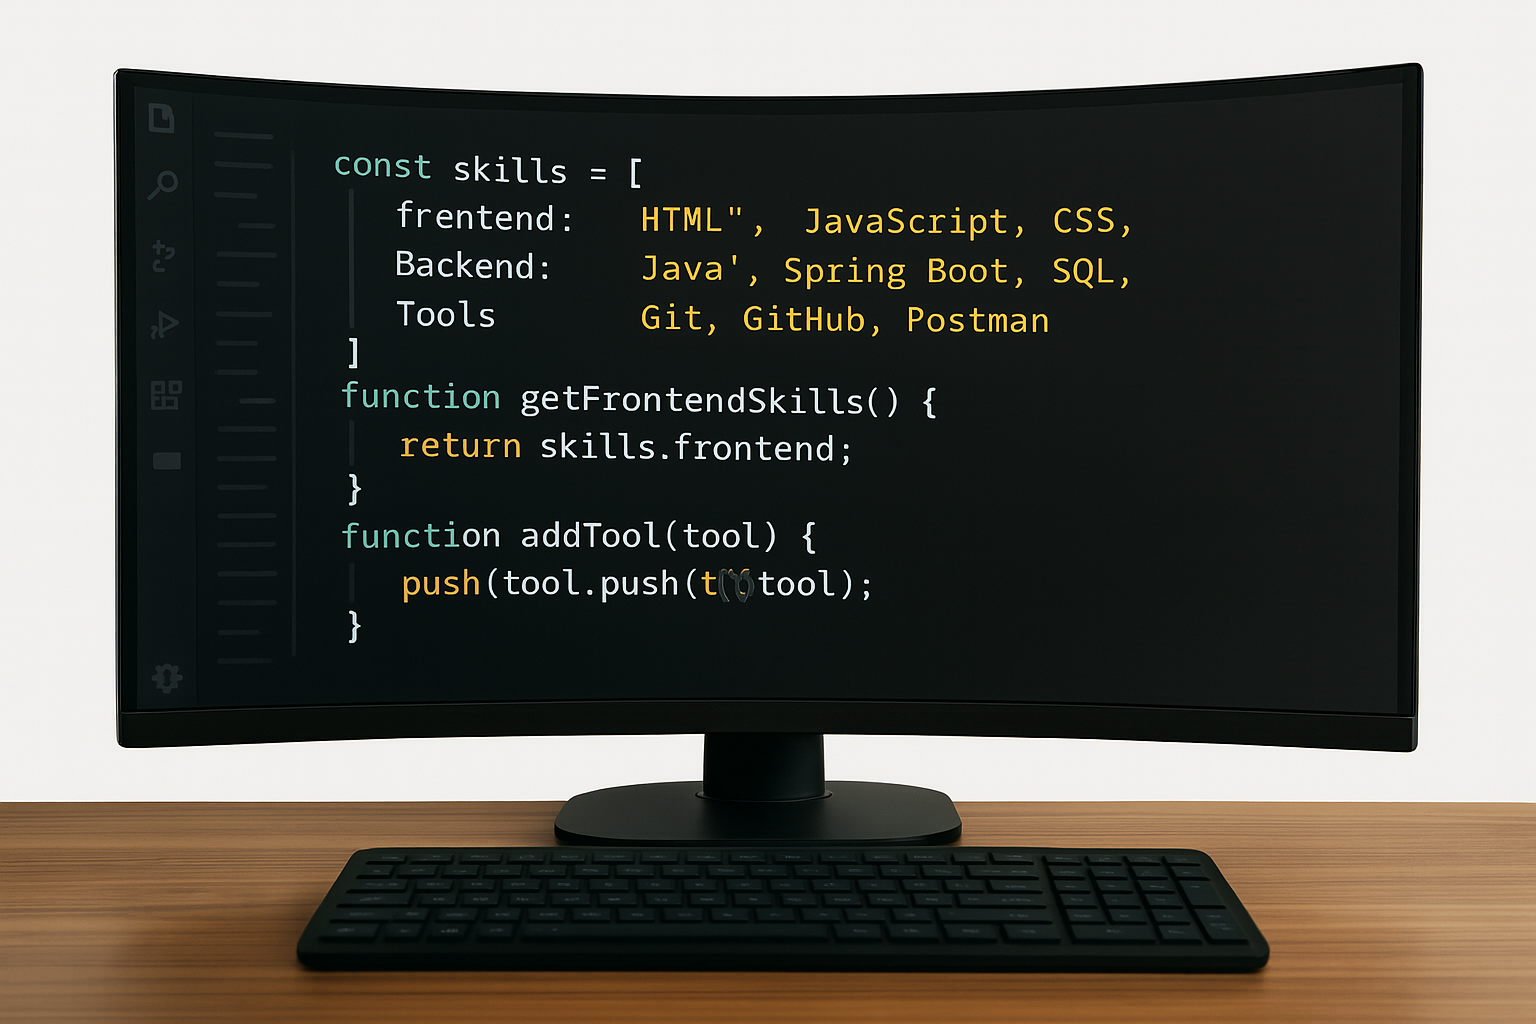 const skills = [
frentend: HTML", JavaScript, CSS,
Backend: Java', Spring Boot, SQL,
Tools Git, GitHub, Postman
]
function getFrontendSkills() {
return skills.frontend;
}
function addTool(tool) {
push(tool.push( tool);
}